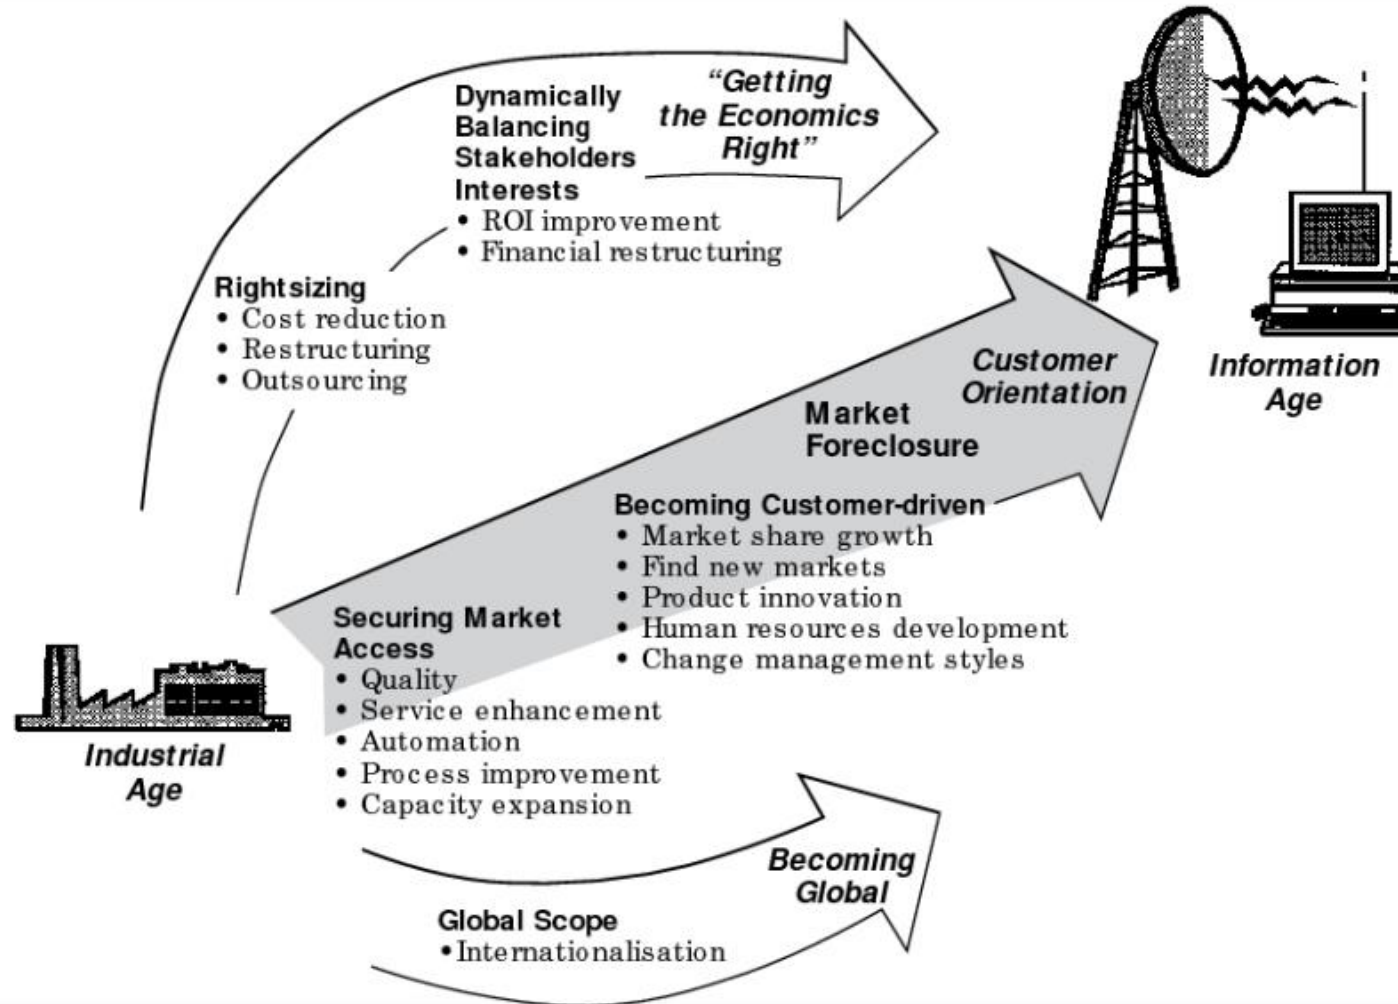 Dynamically
Balancing
Stakeholders
Interests
• ROI improvement
• Financial restructuring
“Getting
the Economics
Right”
Rightsizing
• Cost reduction
• Restructuring
• Outsourcing
Customer
Orientation
Information
Age
Market
Foreclosure
Becoming Customer-driven
• Market share growth
• Find new markets
• Product innovation
• Human resources development
• Change management styles
Securing Market
Access
• Quality
• Service enhancement
• Automation
• Process improvement
• Capacity expansion
Industrial
Age
Becoming
Global
Global Scope
•Internationalisation